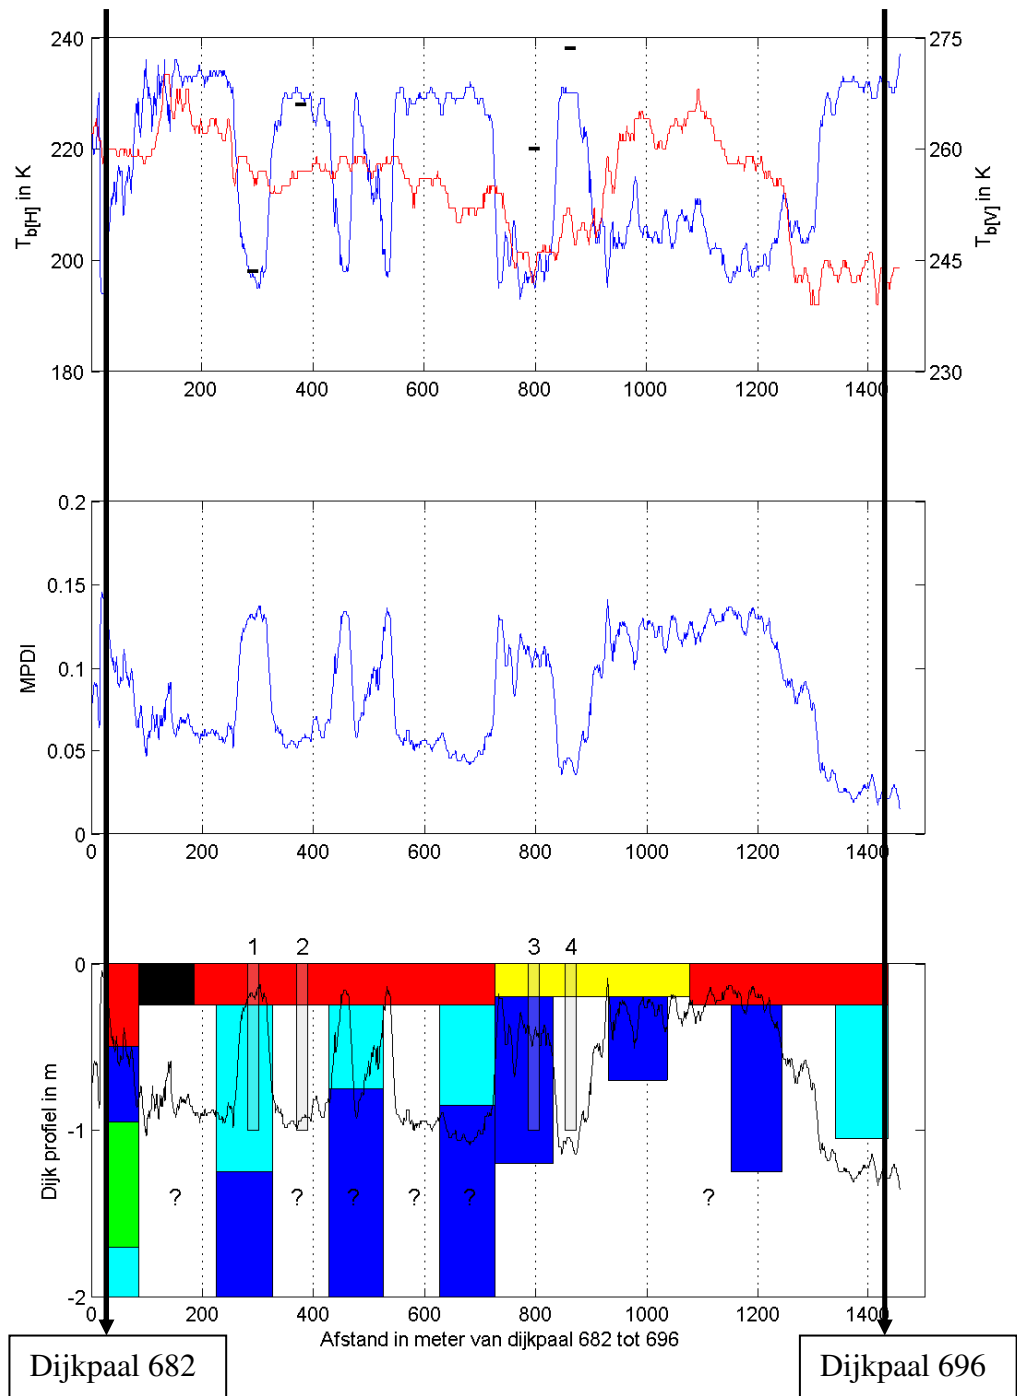 240
220
200
180
T_b[H] in K
275
260
245
230
T_b[V] in K
200 400 600 800 1000 1200 1400
0.2
0.15
0.1
0.05
0
MPDI
0 200 400 600 800 1000 1200 1400
1 2 3 4
0
-1
-2
Dijk profiel in m
? ? ? ? ? ?
0 200 400 600 800 1000 1200 1400
Afstand in meter van dijkpaal 682 tot 696
Dijkpaal 682
Dijkpaal 696